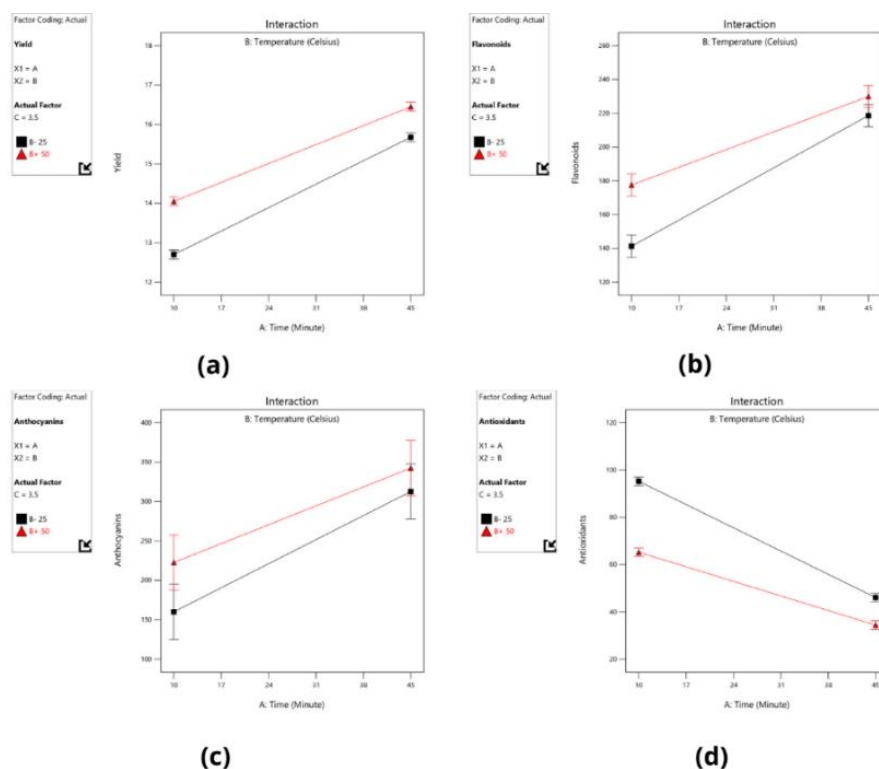 Factor Coding: Actual
Yield
X1 = A
X2 = B
Actual Factor
C = 3.5
B- 25
B+ 50
Interaction
B: Temperature (Celsius)
18
17
16
15
14
13
12
Yield
10
17
24
31
38
45
A: Time (Minute)
(a)
Factor Coding: Actual
Flavonoids
X1 = A
X2 = B
Actual Factor
C = 3.5
B- 25
B+ 50
Interaction
B: Temperature (Celsius)
260
240
220
200
180
160
140
120
Flavonoids
10
17
24
31
38
45
A: Time (Minute)
(b)
Factor Coding: Actual
Anthocyanins
X1 = A
X2 = B
Actual Factor
C = 3.5
B- 25
B+ 50
Interaction
B: Temperature (Celsius)
400
350
300
250
200
150
100
Anthocyanins
10
17
24
31
38
45
A: Time (Minute)
(c)
Factor Coding: Actual
Antioxidants
X1 = A
X2 = B
Actual Factor
C = 3.5
B- 25
B+ 50
Interaction
B: Temperature (Celsius)
120
100
80
60
40
20
Antioxidants
10
17
24
31
38
45
A: Time (Minute)
(d)